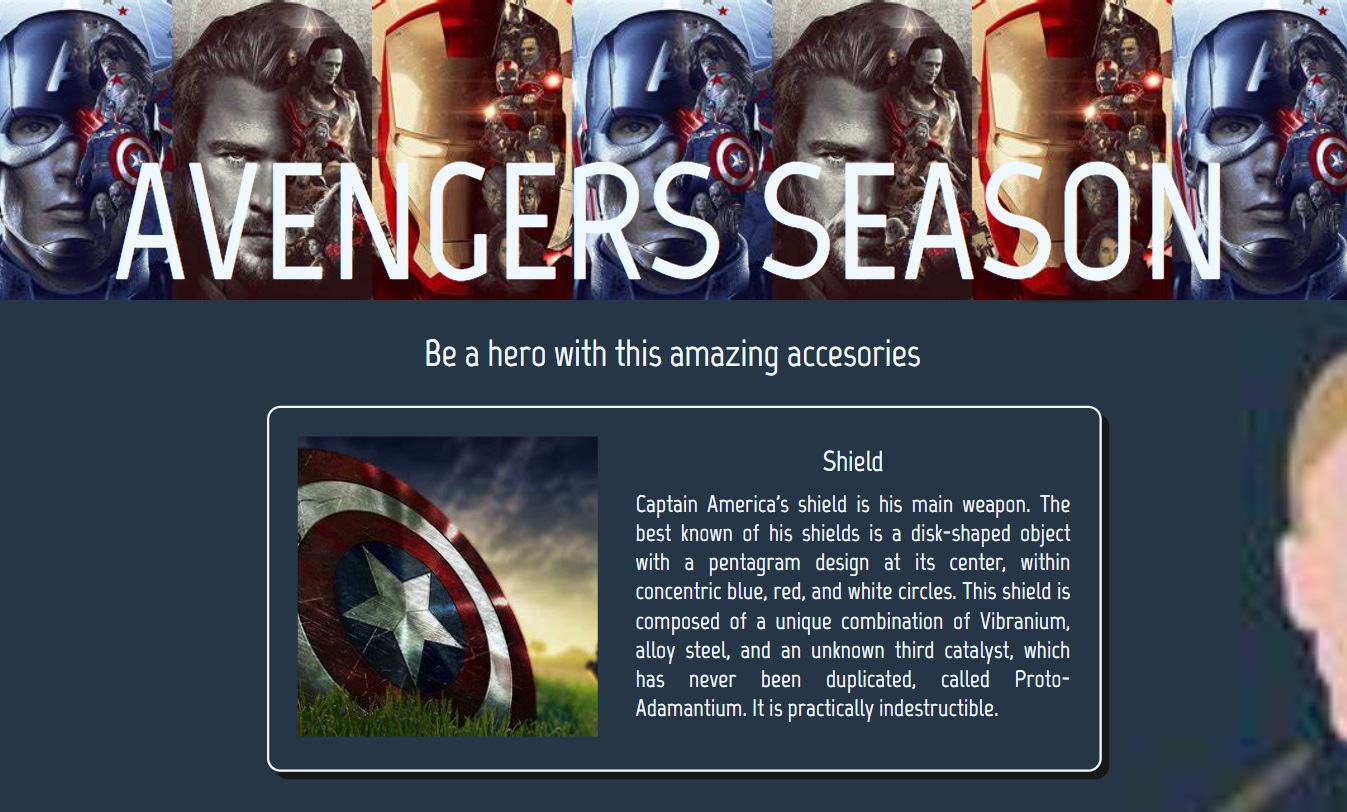 AVENGERS SEASON
Be a hero with this amazing accesories
Shield
Captain America's shield is his main weapon. The
best known of his shields is a disk-shaped object
with a pentagram design at its center, within
concentric blue, red, and white circles. This shield is
composed of a unique combination of Vibranium,
alloy steel, and an unknown third catalyst, which
has never been duplicated, called Proto-
Adamantium. It is practically indestructible.